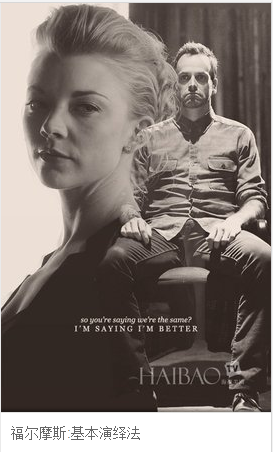 so you're saying we're the same?
I'M SAYING I'M BETTER
HAIBAO
福尔摩斯:基本演绎法